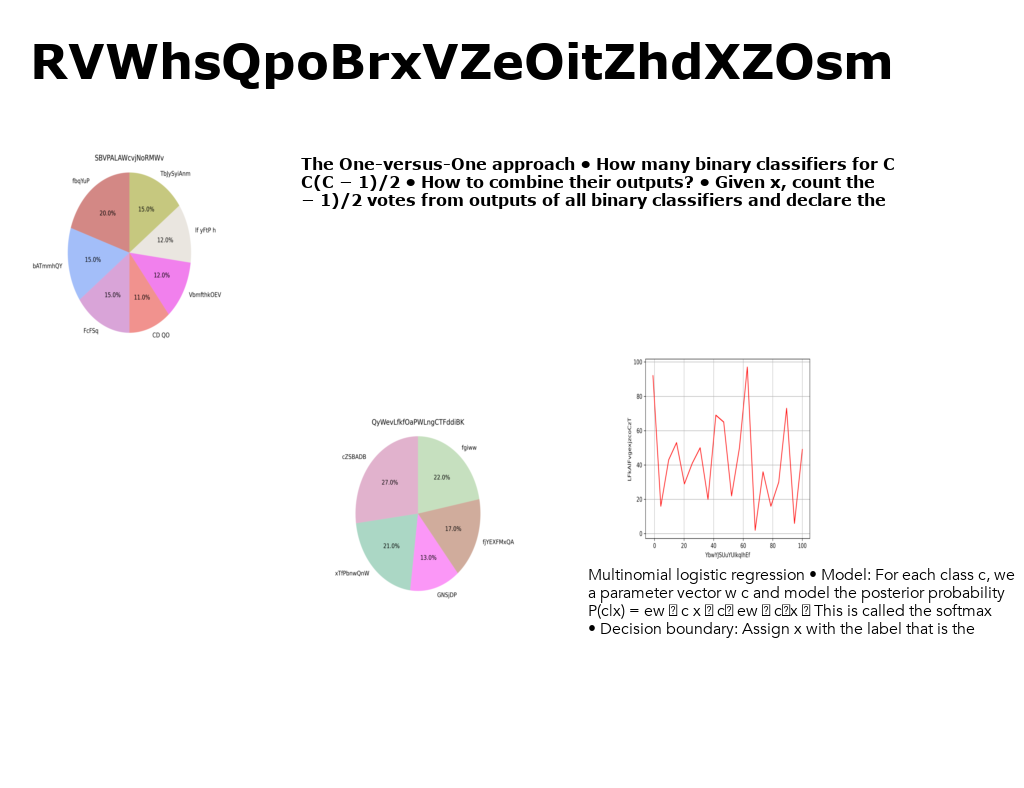 RVWhsQpoBrxVZeOitZhdXZOsm
SBVPALAWcvjNoRMWv
TbJySyiAnm
fbqYuP
20.0%
15.0%
If yFtP h
12.0%
bATmmhQY
15.0%
12.0%
VbmfthkOEV
15.0%
11.0%
FcFSq
CD QO
The One-versus-One approach • How many binary classifiers for C
C(C − 1)/2 • How to combine their outputs? • Given x, count the
− 1)/2 votes from outputs of all binary classifiers and declare the
QyWevLfkfOaPWLngCTFddiBK
fgiww
cZSBADB
27.0%
22.0%
17.0%
fjYEXFMxQA
21.0%
13.0%
xTfPbnwQnW
GNSjDP
100
80
60
40
20
0
0 20 40 60 80 100
YbwYJSUuYUlkqIhEf
Multinomial logistic regression • Model: For each class c, we
a parameter vector w c and model the posterior probability
P(c|x) = ew c x c ew c x This is called the softmax
• Decision boundary: Assign x with the label that is the